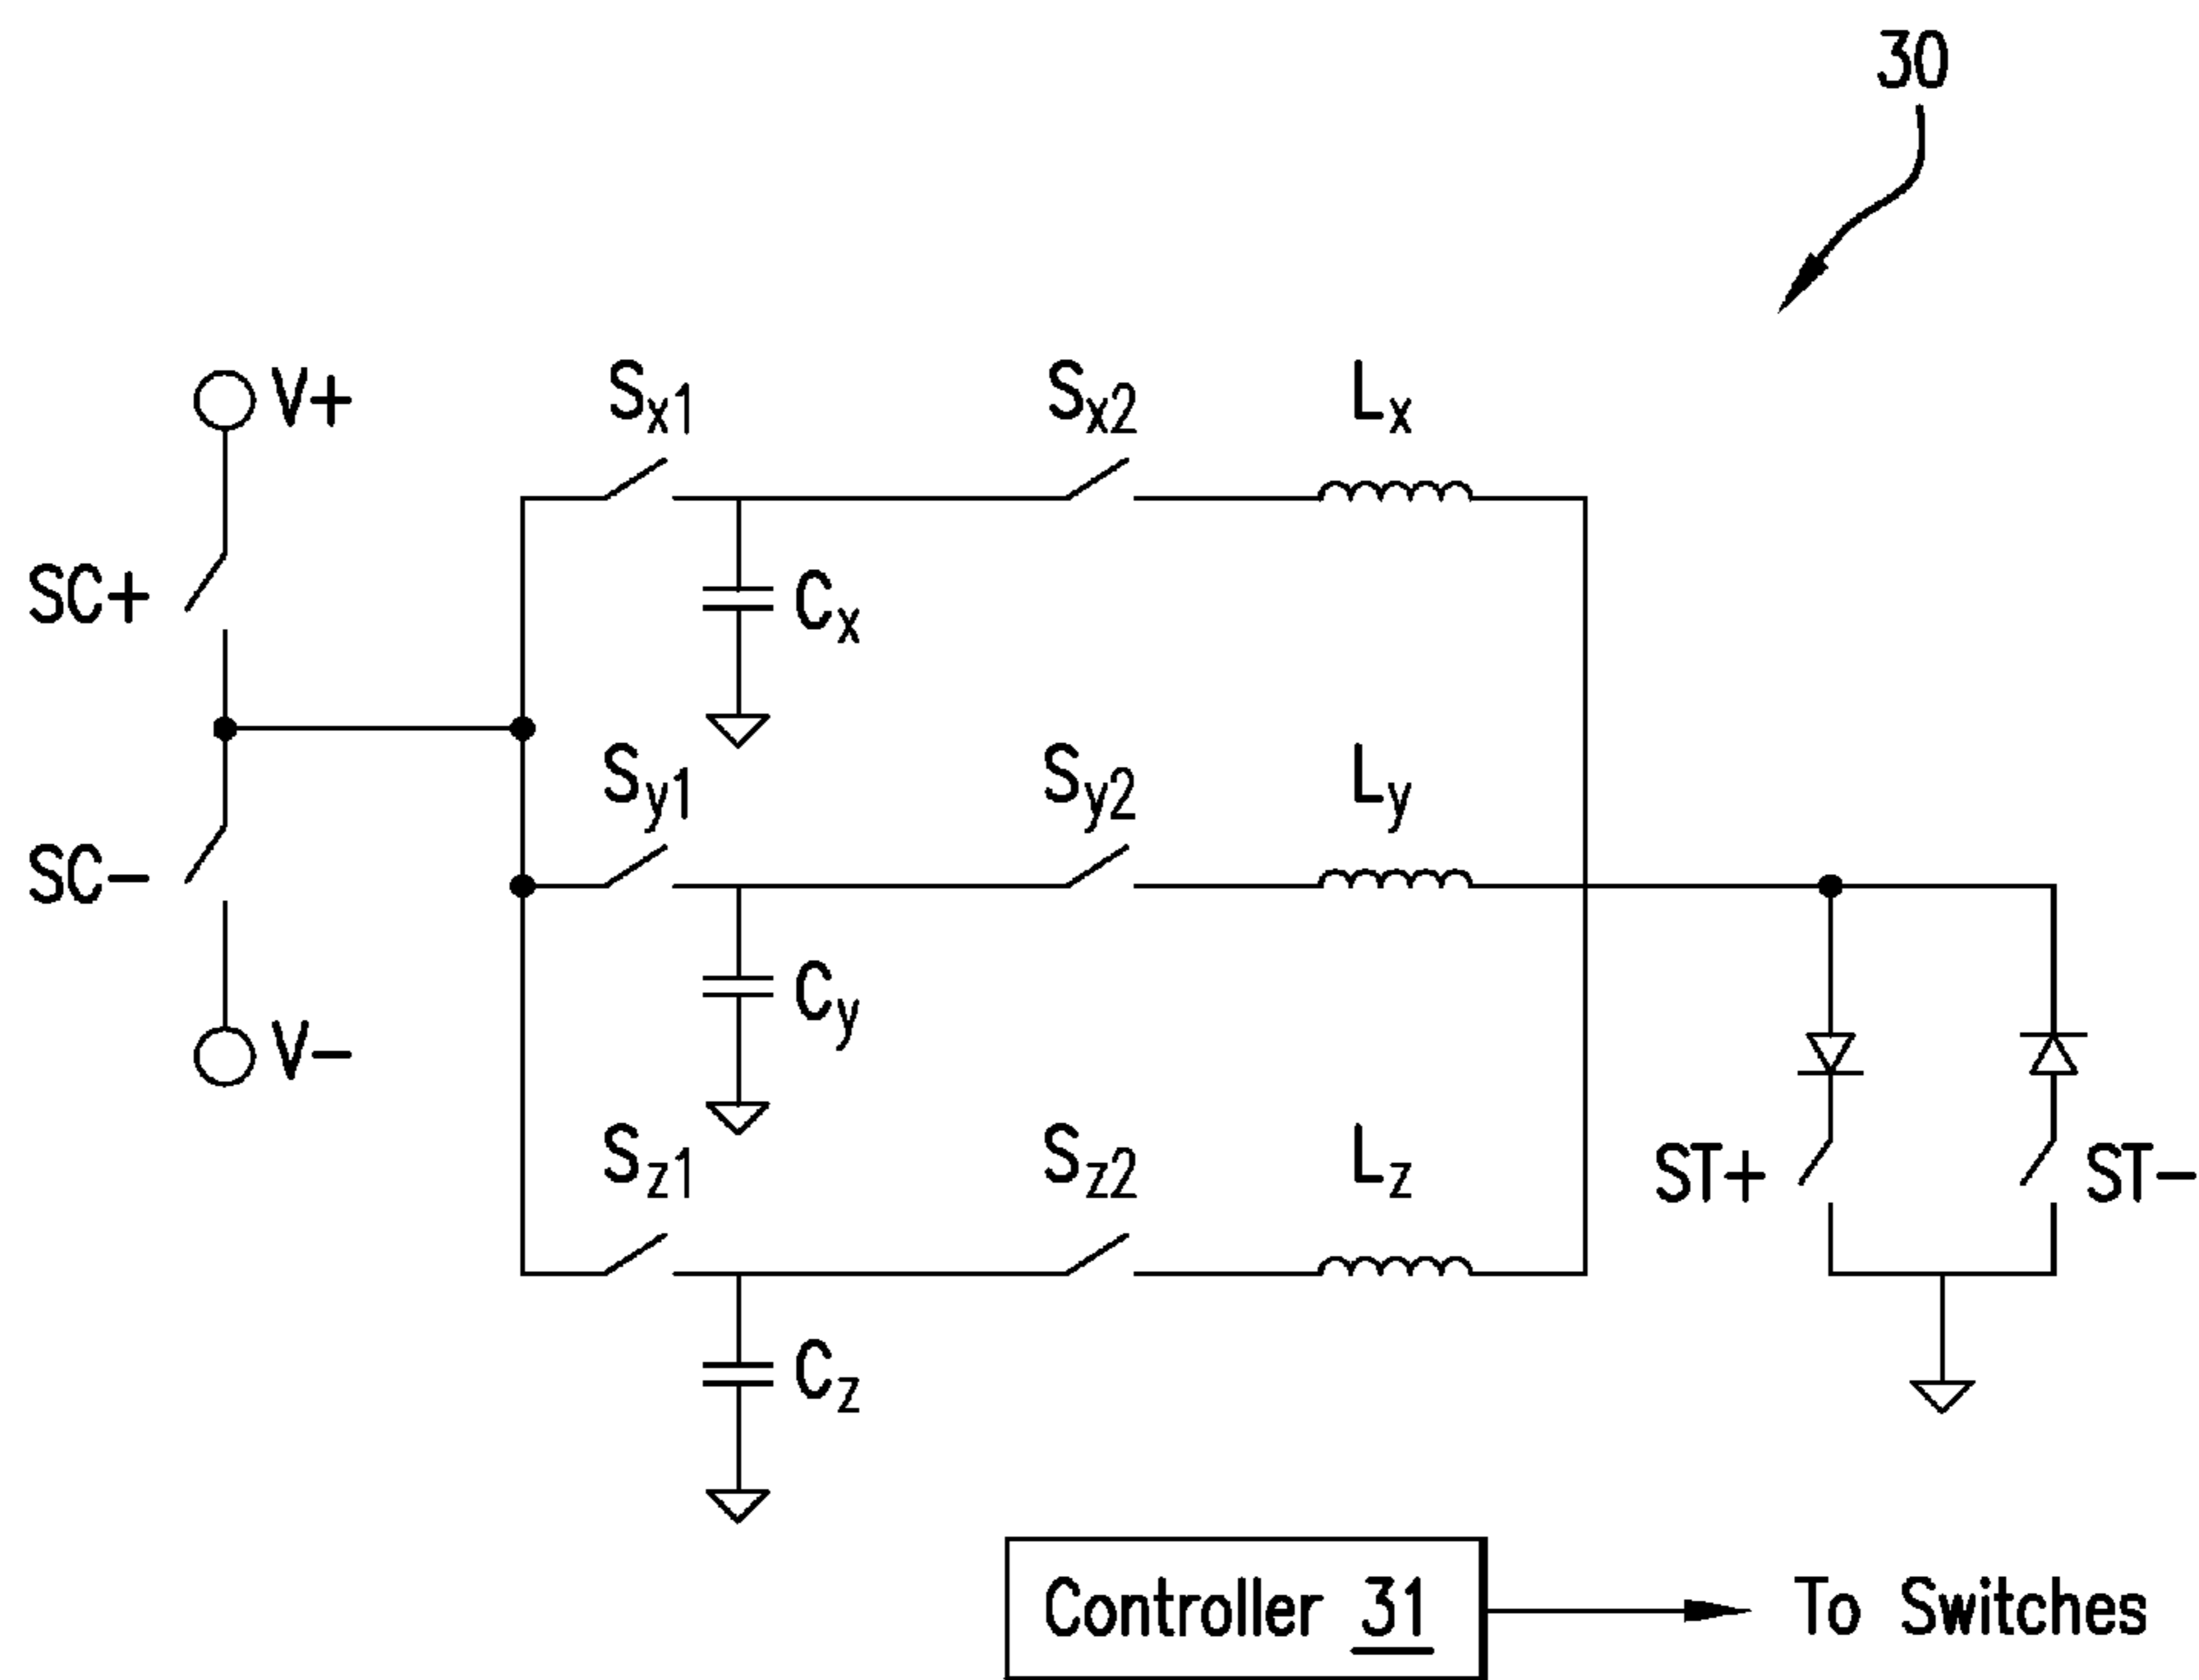 30
V+
SC+
SC−
V−
Sx1
Sx2
Lx
Cx
Sy1
Sy2
Ly
Cy
Sz1
Sz2
Lz
Cz
ST+
ST−
Controller 31
To Switches